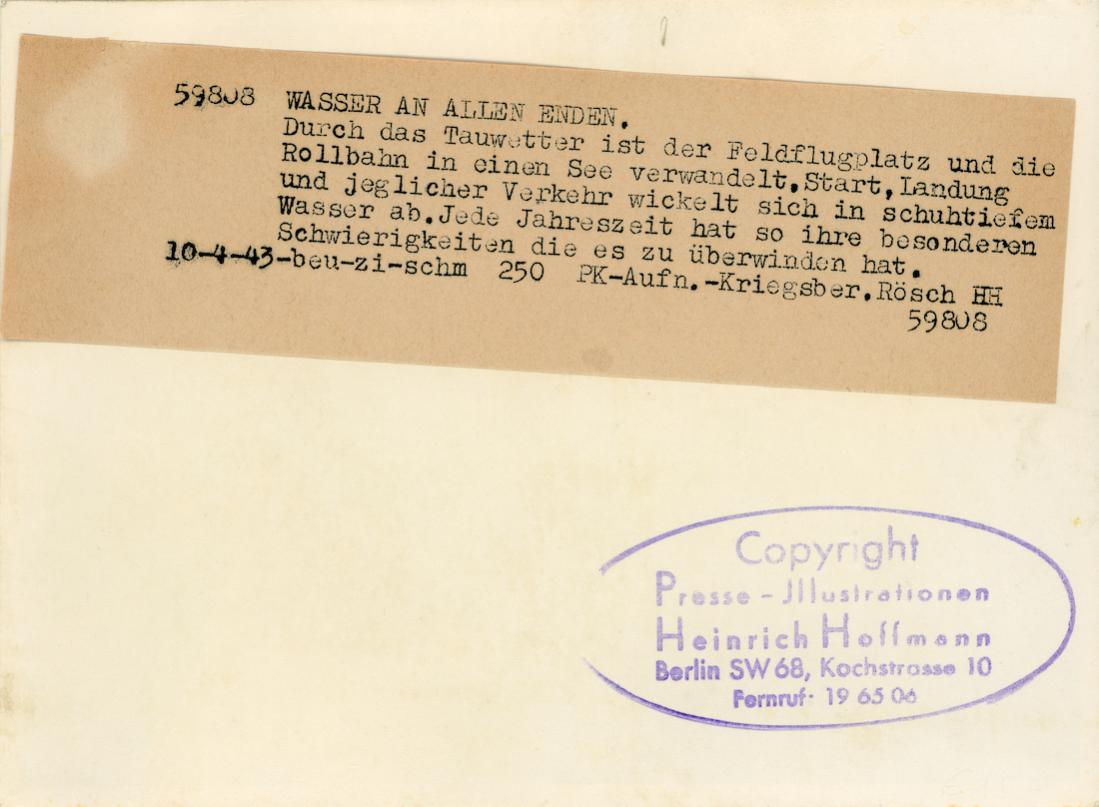 59808 WASSER AN ALLEN ENDEN.
Durch das Tauwetter ist der Feldflugplatz und die
Rollbahn in einen See verwandelt.Start,Landung
und jeglicher Verkehr wickelt sich in schuhtiefem
Wasser ab.Jede Jahreszeit hat so ihre besonderen
Schwierigkeiten die es zu überwinden hat.
10-4-43-beu-zi-schm 250 PK-Aufn.-Kriegsber.Rösch HH
59808
Copyright
Presse-Jllustrationen
Heinrich Hoffmann
Berlin SW 68, Kochstrasse 10
Fernruf· 19 65 06